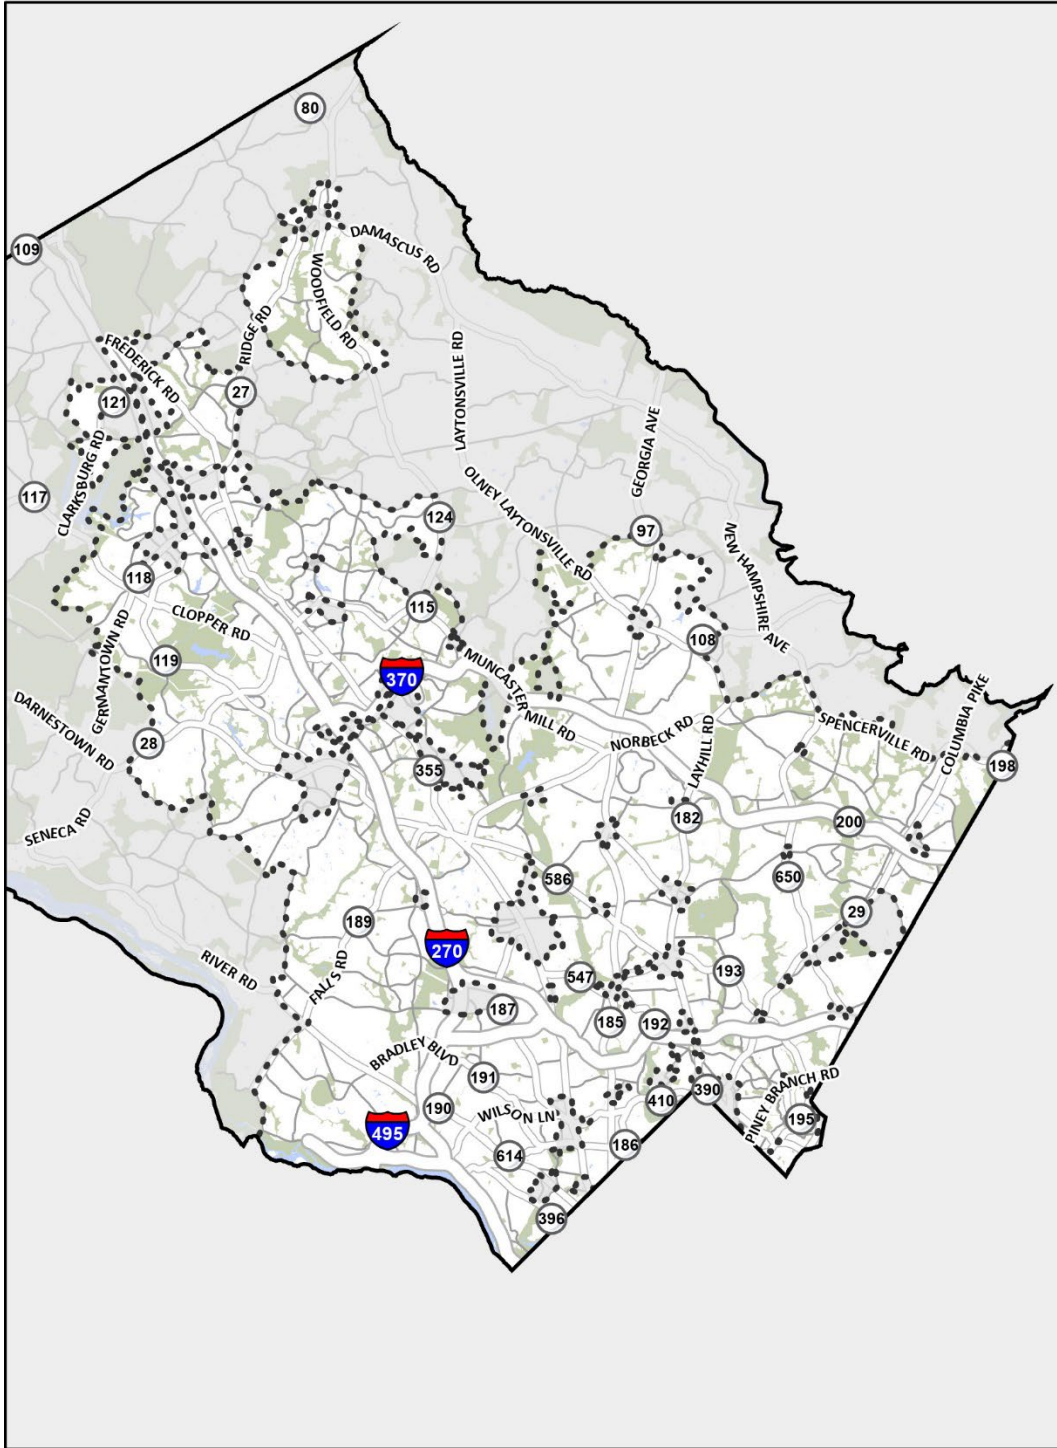 80
109
DAMASCUS RD
WOODFIELD RD
RIDGE RD
FREDERICK RD
LAYTONSVILLE RD
27
121
GEORGIA AVE
CLARKSBURG RD
117
OLNEY LAYTONSVILLE RD
124
97
NEW HAMPSHIRE AVE
118
CLOPPER RD
115
108
GERMANTOWN RD
119
370
MUNCASTER MILL RD
COLUMBIA PIKE
DARNESTOWN RD
28
NORBECK RD
LAYHILL RD
SPENCERVILLE RD
355
198
SENECA RD
182
200
586
650
189
29
270
RIVER RD
FALLS RD
547
193
187
185
192
BRADLEY BLVD
191
390
PINEY BRANCH RD
410
190
WILSON LN
195
495
186
614
396